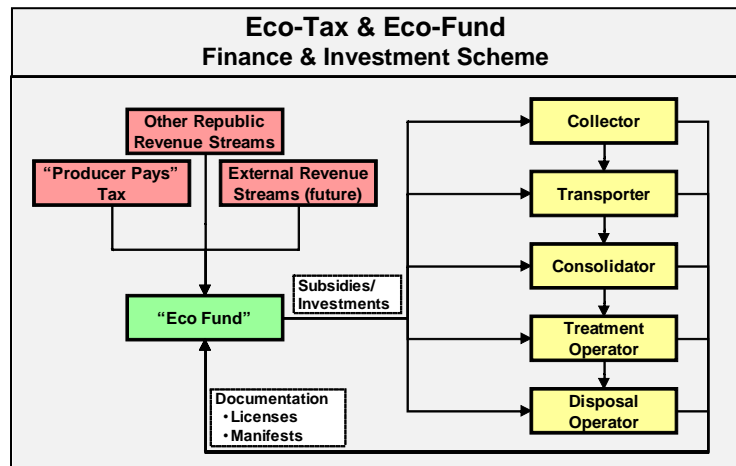 Eco-Tax & Eco-Fund
Finance & Investment Scheme
Other Republic
Revenue Streams
“Producer Pays”
Tax
External Revenue
Streams (future)
“Eco Fund”
Subsidies/
Investments
Documentation
• Licenses
• Manifests
Collector
Transporter
Consolidator
Treatment
Operator
Disposal
Operator